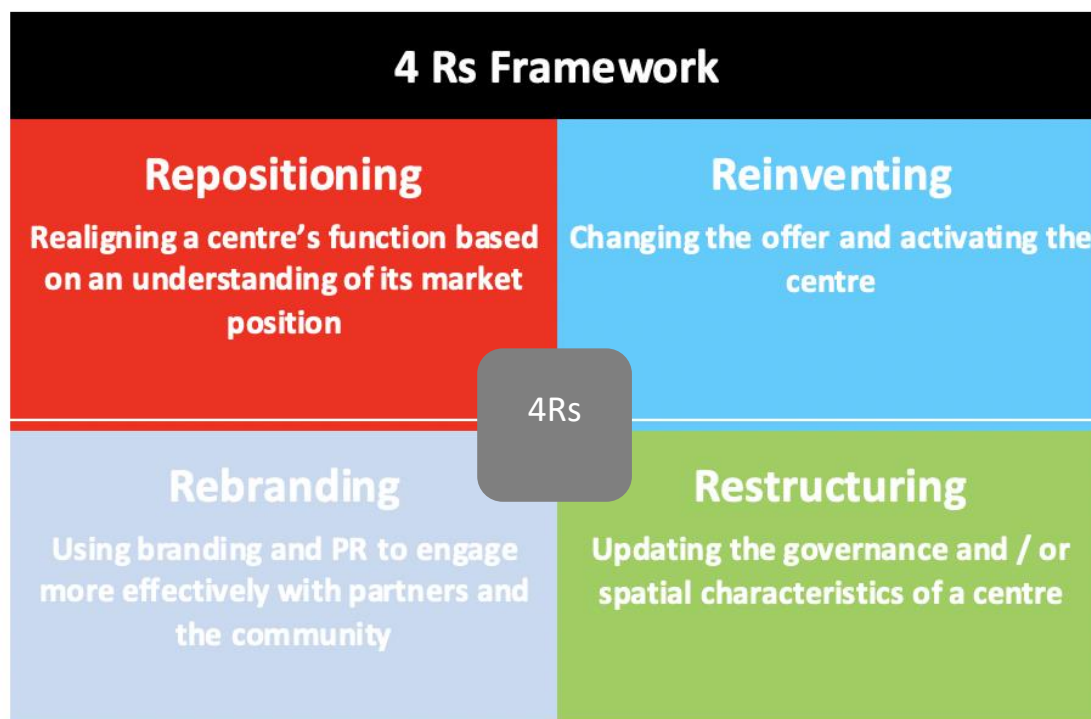 4 Rs Framework
Repositioning
Realigning a centre’s function based
on an understanding of its market
position
Reinventing
Changing the offer and activating the
centre
4Rs
Rebranding
Using branding and PR to engage
more effectively with partners and
the community
Restructuring
Updating the governance and / or
spatial characteristics of a centre